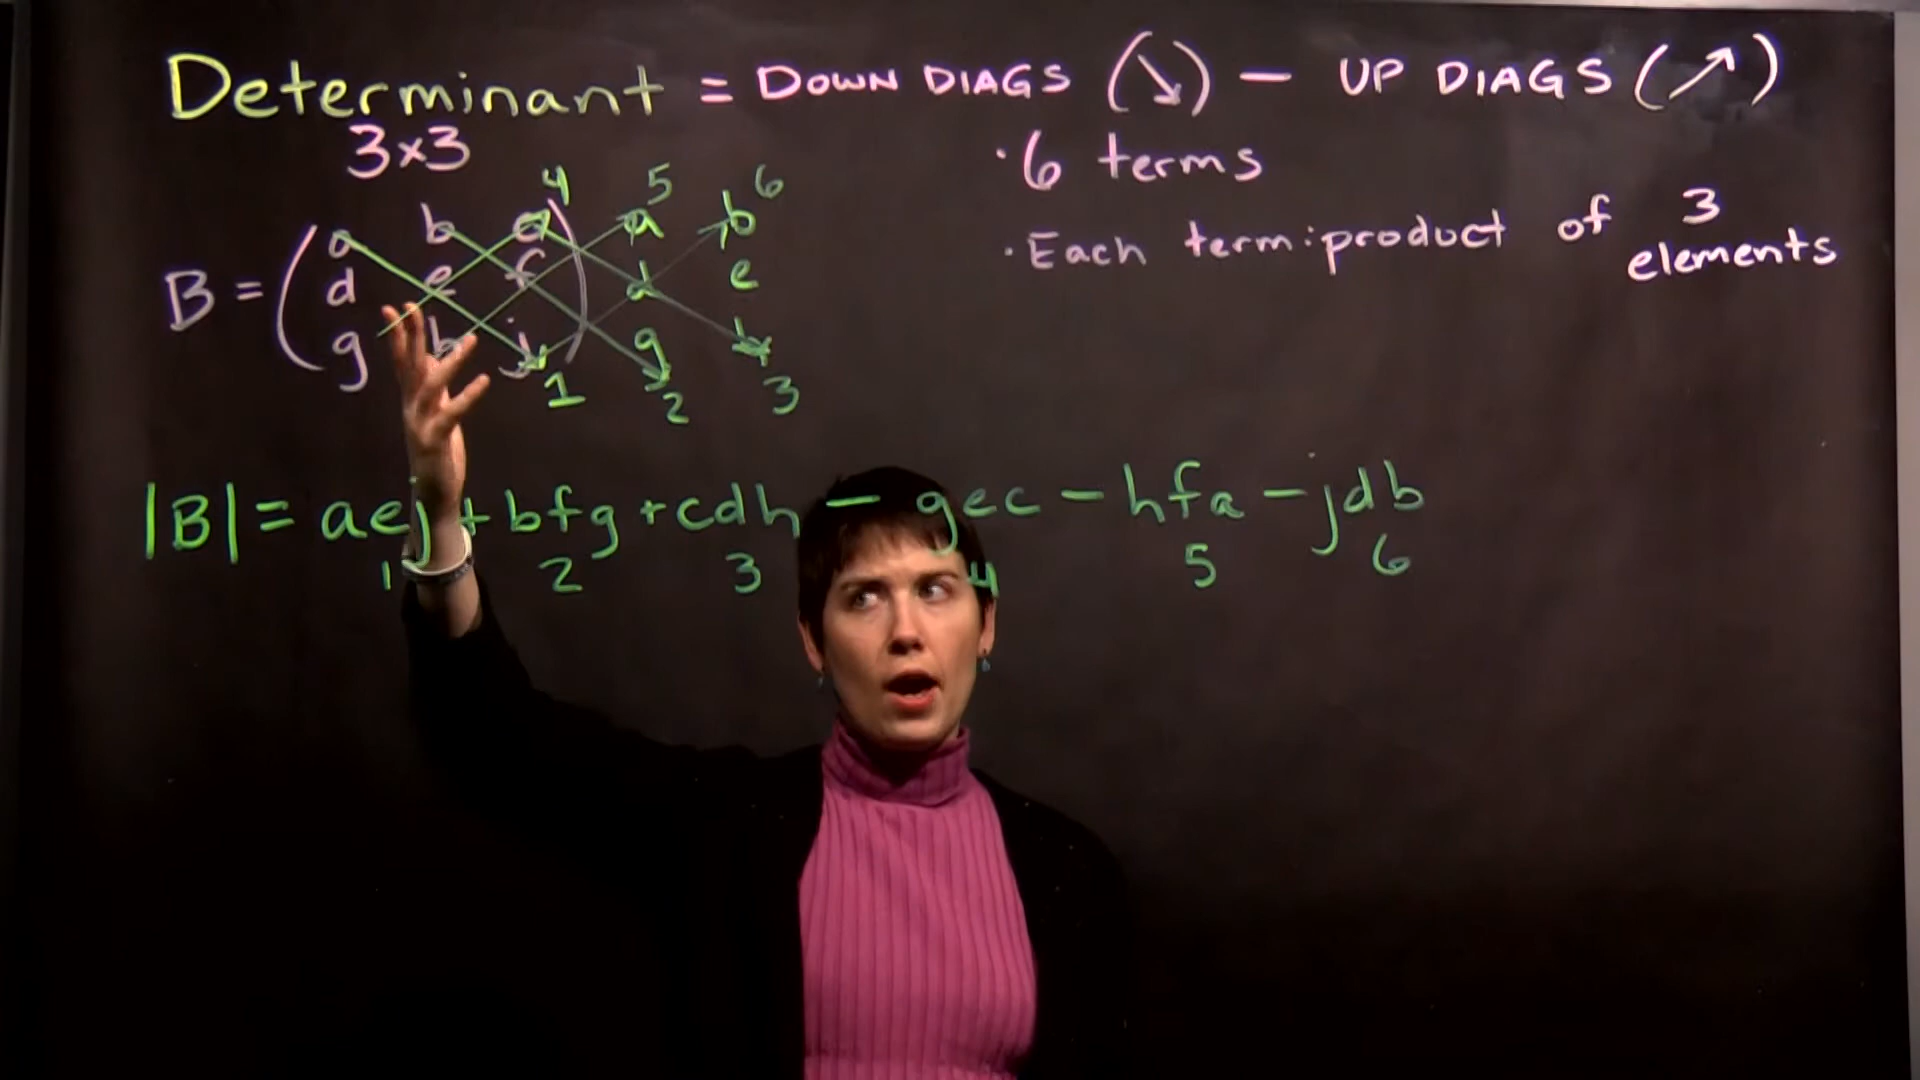 Determinant = DOWN DIAGS (↘) - UP DIAGS (↗)
3×3
· 6 terms
· Each term: product of 3 elements
4 5 6
a b c a b
B = ( d e f ) d e
g h j g h
1 2 3
|B| = aej + bfg + cdh - gec - hfa - jdb
1 2 3 4 5 6